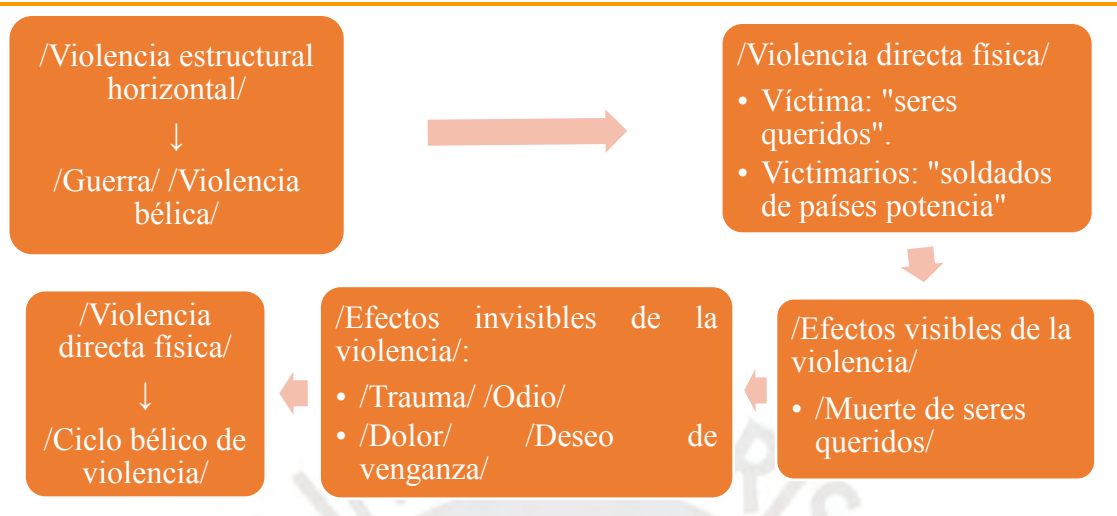 /Violencia estructural
horizontal/
↓
/Guerra/ /Violencia
bélica/
/Violencia directa física/
• Víctima: "seres
queridos".
• Victimarios: "soldados
de países potencia"
/Efectos visibles de la
violencia/
• /Muerte de seres
queridos/
/Efectos invisibles de la
violencia/:
• /Trauma/ /Odio/
• /Dolor/ /Deseo de
venganza/
/Violencia
directa física/
↓
/Ciclo bélico de
violencia/